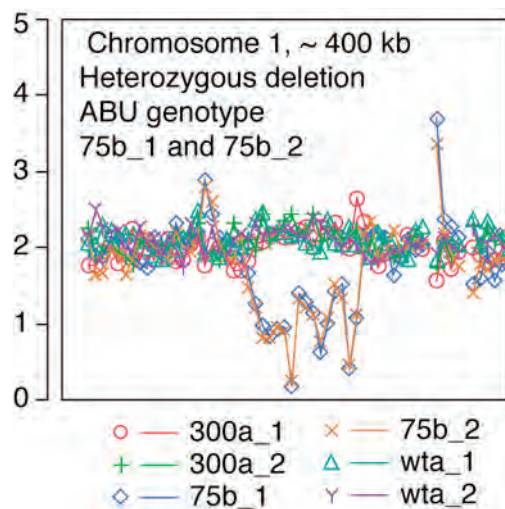 5
Chromosome 1, ~ 400 kb
Heterozygous deletion
4
ABU genotype
75b_1 and 75b_2
3
2
1
0
300a_1 75b_2
300a_2 wta_1
75b_1 wta_2